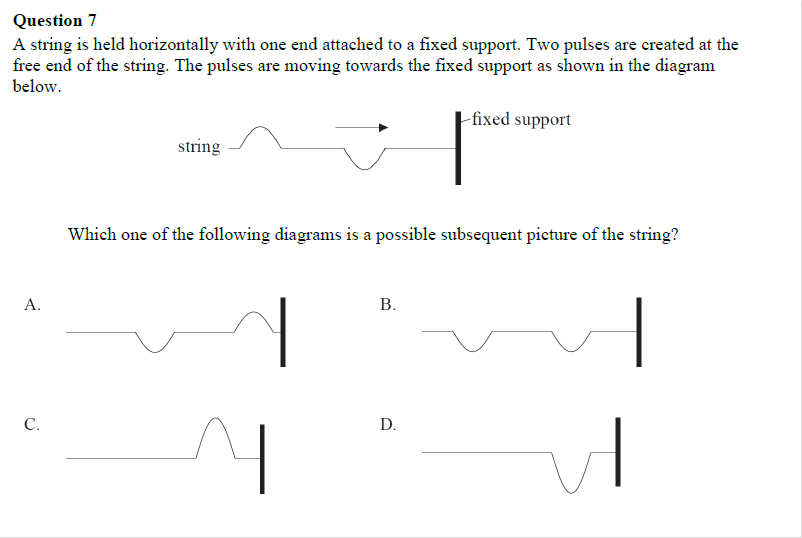 Question 7
A string is held horizontally with one end attached to a fixed support. Two pulses are created at the
free end of the string. The pulses are moving towards the fixed support as shown in the diagram
below.
fixed support
string
Which one of the following diagrams is a possible subsequent picture of the string?
A. B.
C. D.